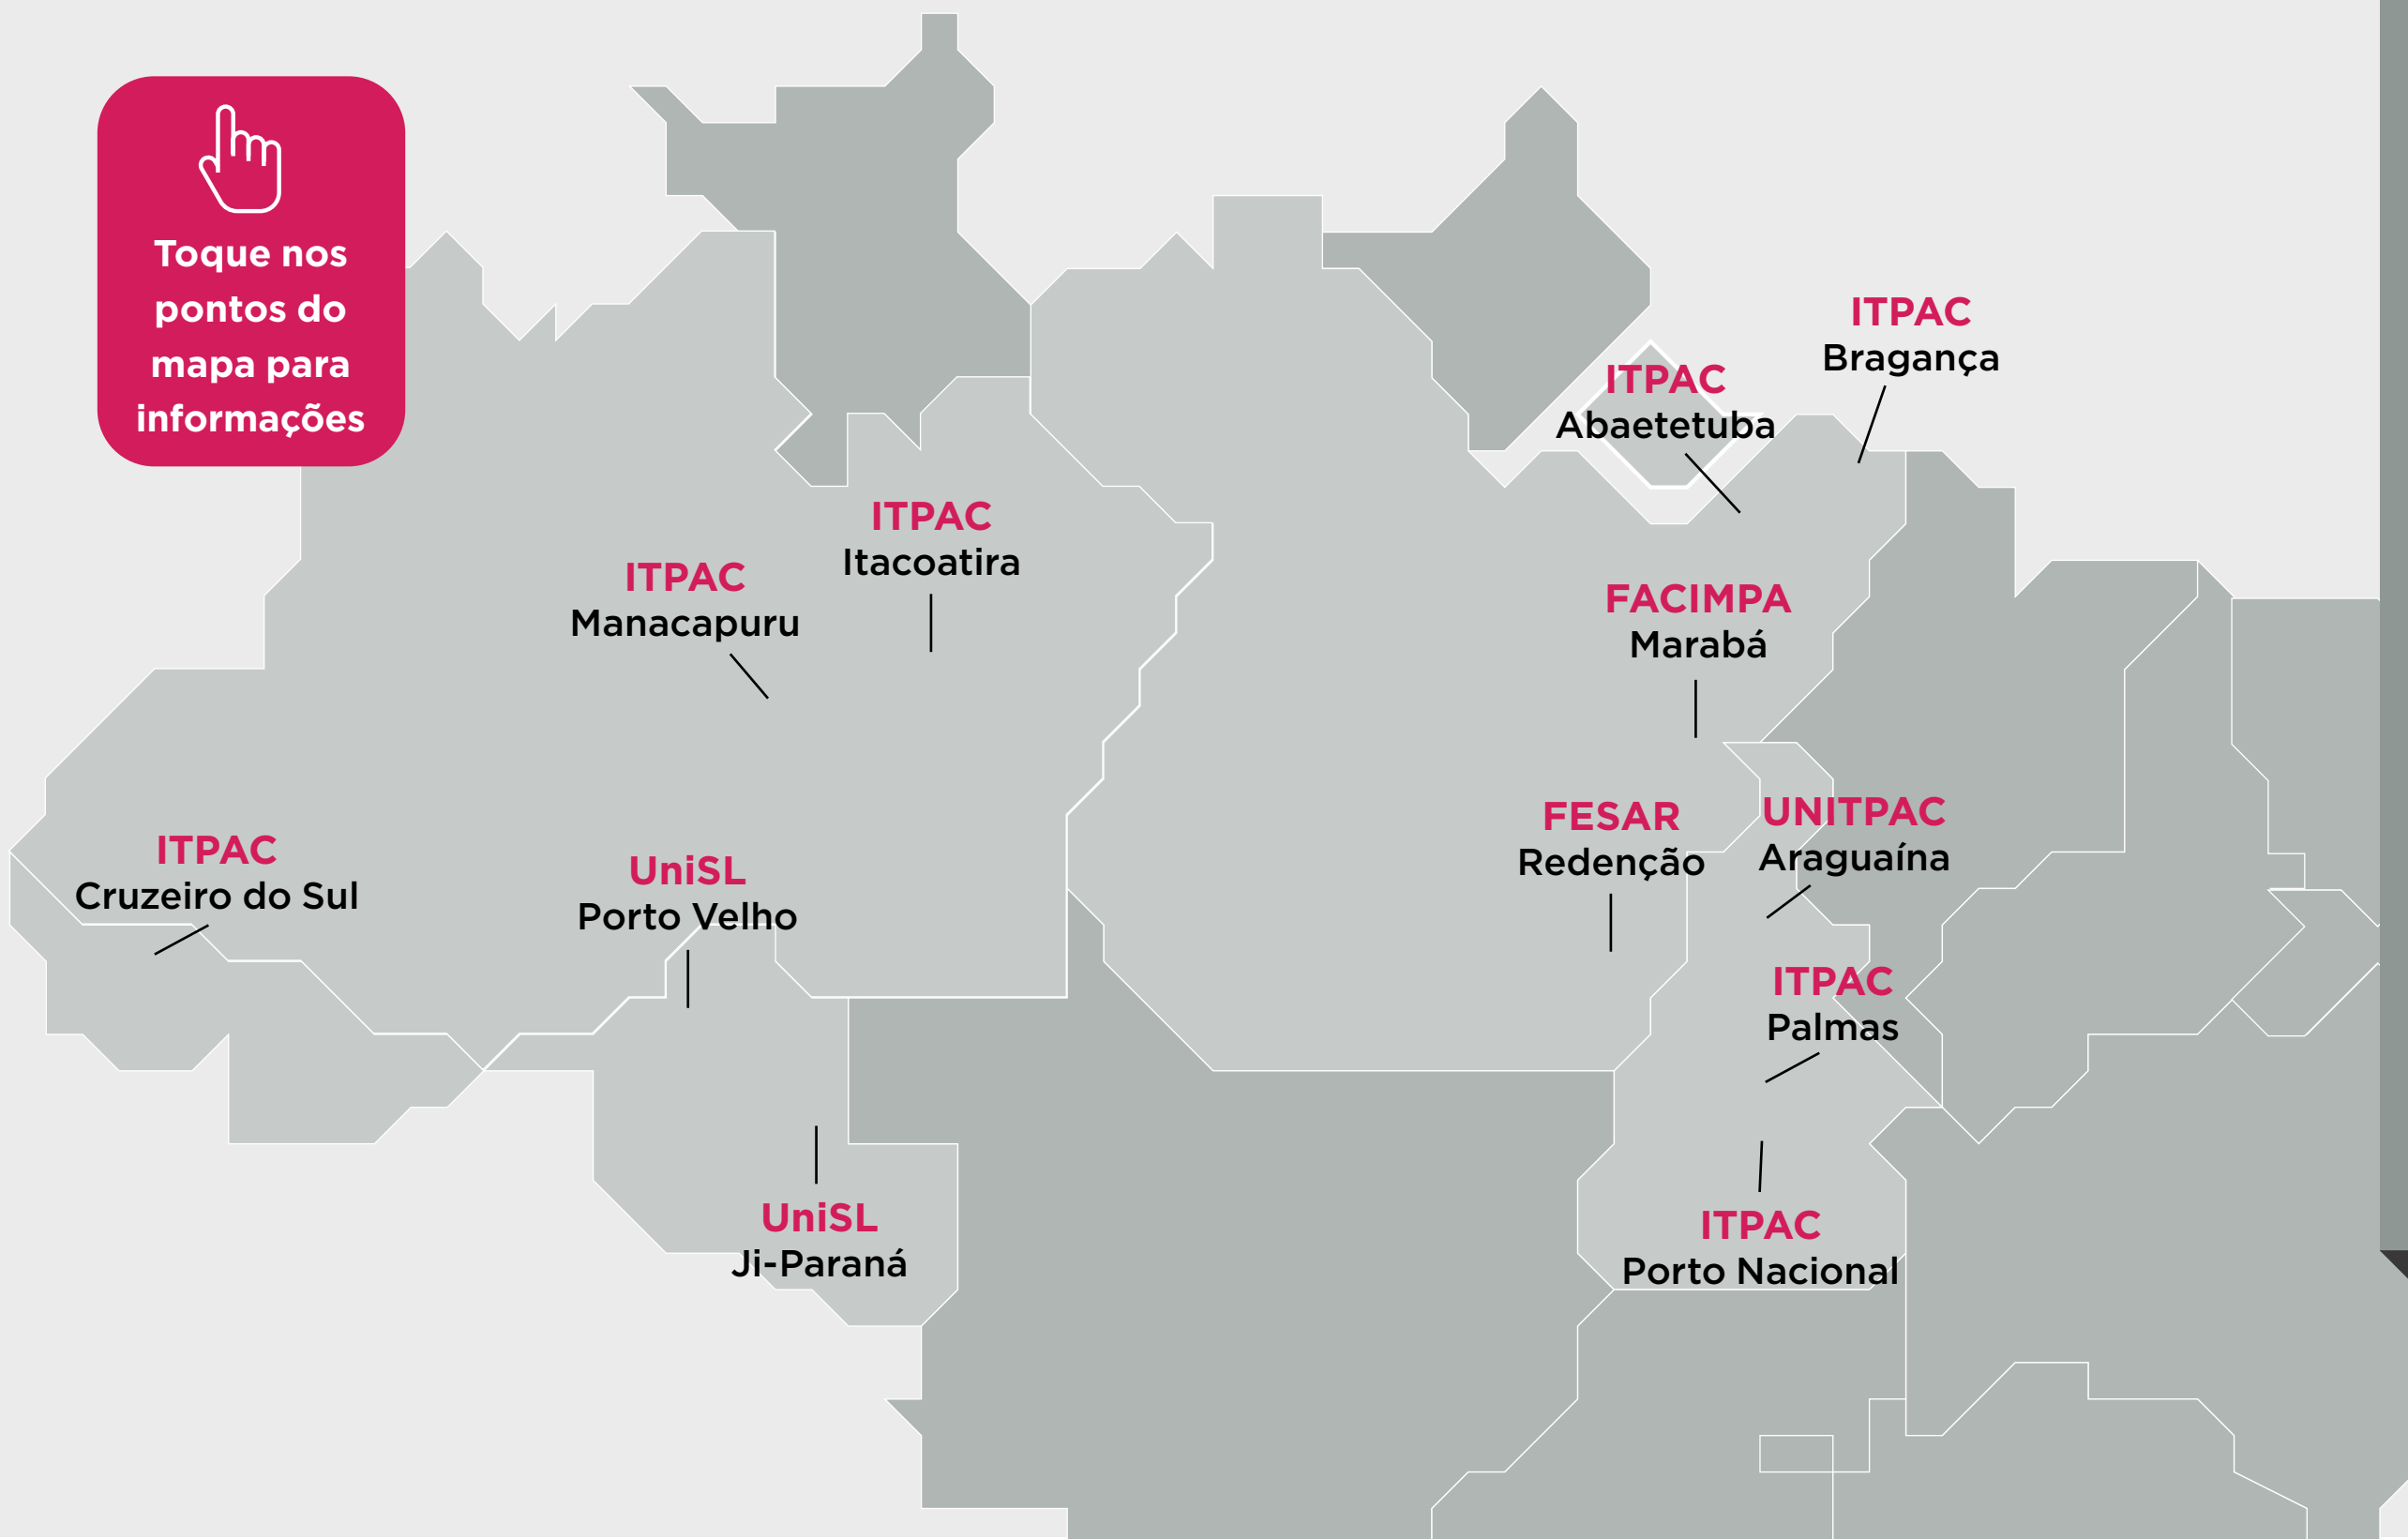 Toque nos
pontos do
mapa para
informações
ITPAC
Bragança
ITPAC
Abaetetuba
ITPAC
Itacoatira
ITPAC
Manacapuru
FACIMPA
Marabá
FESAR
Redenção
UNITPAC
Araguaína
ITPAC
Cruzeiro do Sul
UniSL
Porto Velho
ITPAC
Palmas
UniSL
Ji-Paraná
ITPAC
Porto Nacional